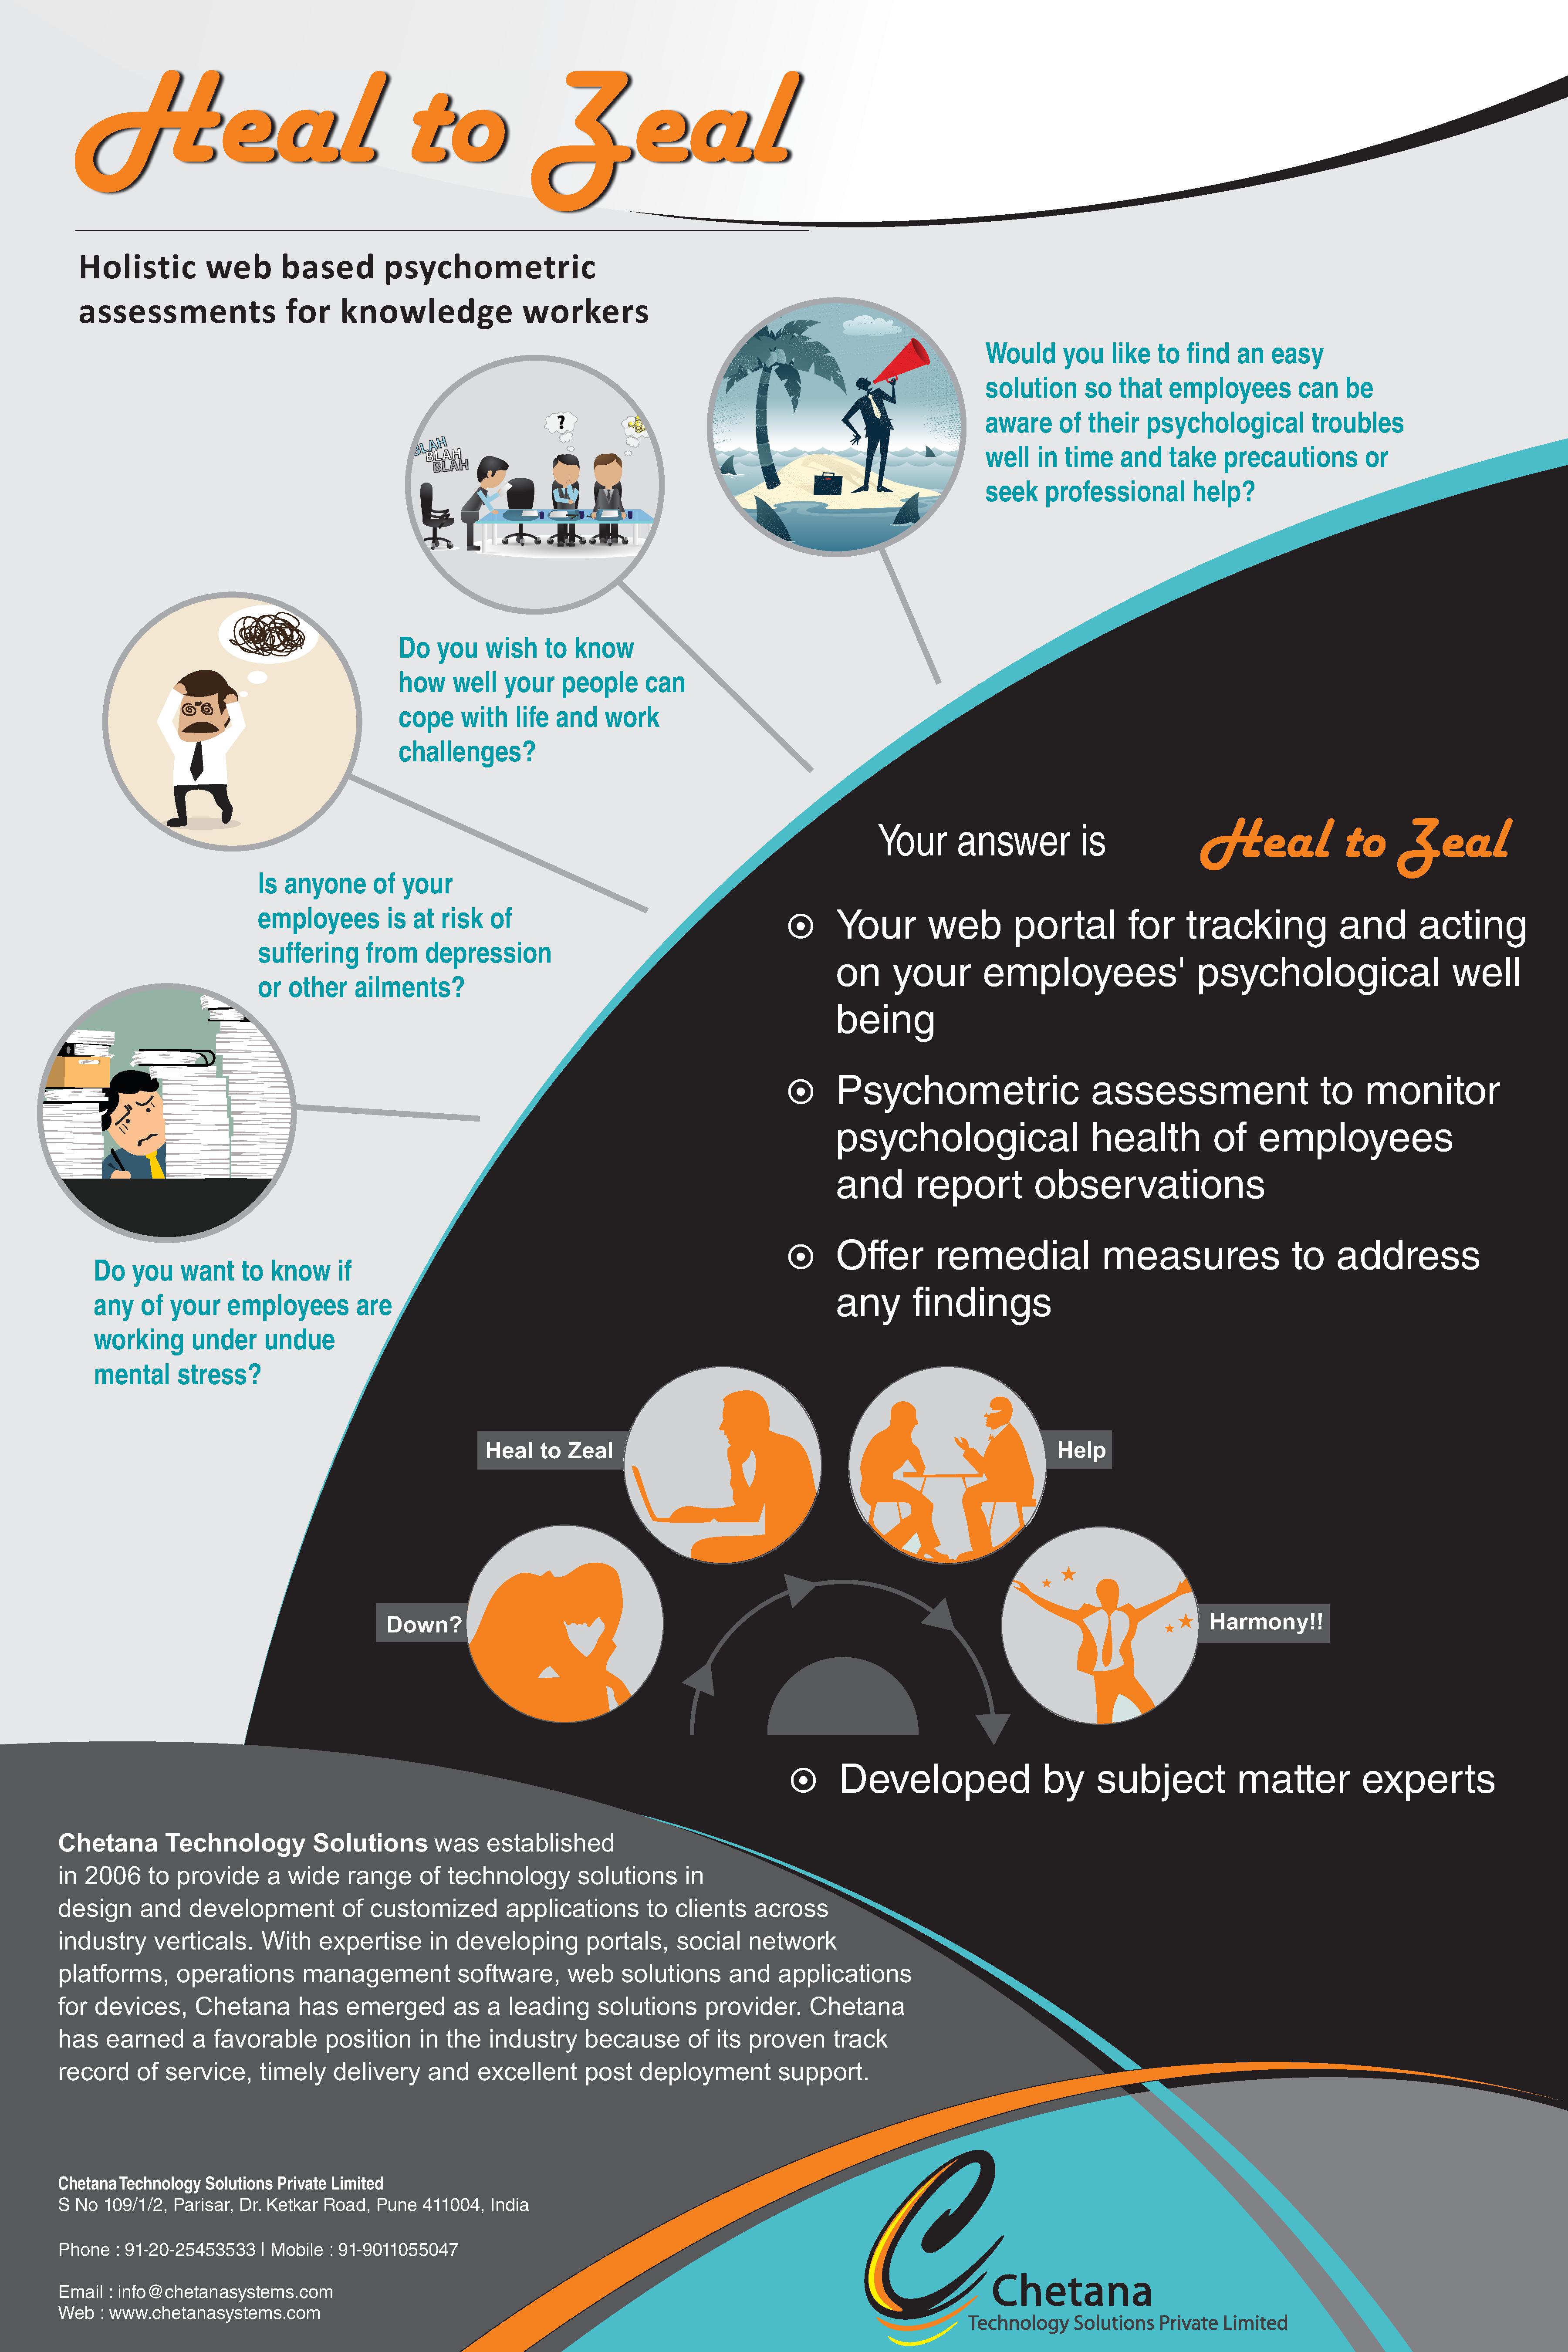 Heal to Zeal
Holistic web based psychometric
assessments for knowledge workers
Would you like to find an easy
solution so that employees can be
aware of their psychological troubles
well in time and take precautions or
seek professional help?
?
BLAH
BLAH
BLAH
Do you wish to know
how well your people can
cope with life and work
challenges?
Is anyone of your
employees is at risk of
suffering from depression
or other ailments?
Do you want to know if
any of your employees are
working under undue
mental stress?
Your answer is Heal to Zeal
Your web portal for tracking and acting
on your employees' psychological well
being
Psychometric assessment to monitor
psychological health of employees
and report observations
Offer remedial measures to address
any findings
Heal to Zeal
Help
Down?
Harmony!!
Developed by subject matter experts
Chetana Technology Solutions was established
in 2006 to provide a wide range of technology solutions in
design and development of customized applications to clients across
industry verticals. With expertise in developing portals, social network
platforms, operations management software, web solutions and applications
for devices, Chetana has emerged as a leading solutions provider. Chetana
has earned a favorable position in the industry because of its proven track
record of service, timely delivery and excellent post deployment support.
Chetana Technology Solutions Private Limited
S No 109/1/2, Parisar, Dr. Ketkar Road, Pune 411004, India
Phone : 91-20-25453533 | Mobile : 91-9011055047
Email : info@chetanasystems.com
Web : www.chetanasystems.com
Chetana
Technology Solutions Private Limited